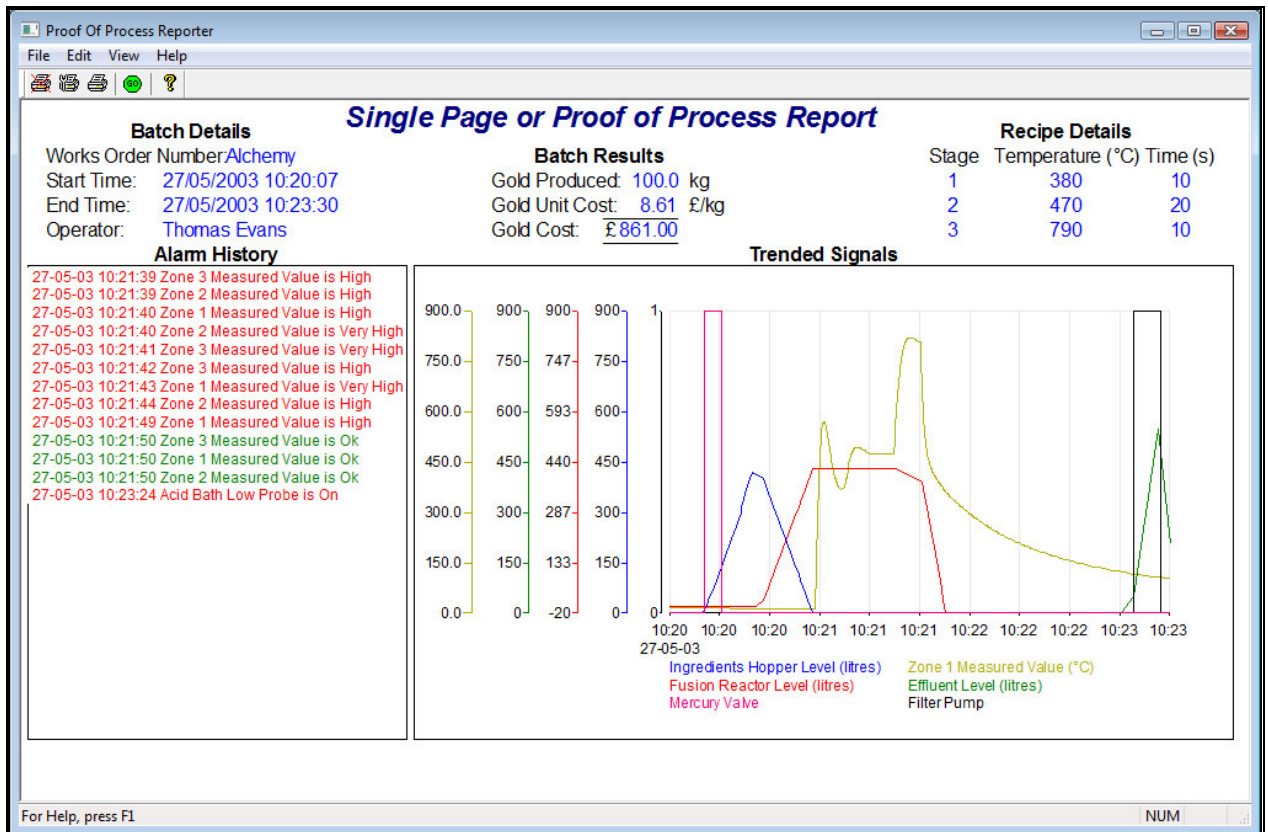 Proof Of Process Reporter
File Edit View Help
GO ?
Single Page or Proof of Process Report
Batch Details
Works Order Number:Alchemy
Start Time: 27/05/2003 10:20:07
End Time: 27/05/2003 10:23:30
Operator: Thomas Evans
Batch Results
Gold Produced: 100.0 kg
Gold Unit Cost: 8.61 £/kg
Gold Cost: £861.00
Recipe Details
Stage Temperature (°C) Time (s)
1 380 10
2 470 20
3 790 10
Alarm History
27-05-03 10:21:39 Zone 3 Measured Value is High
27-05-03 10:21:39 Zone 2 Measured Value is High
27-05-03 10:21:40 Zone 1 Measured Value is High
27-05-03 10:21:40 Zone 2 Measured Value is Very High
27-05-03 10:21:41 Zone 3 Measured Value is Very High
27-05-03 10:21:42 Zone 3 Measured Value is High
27-05-03 10:21:43 Zone 1 Measured Value is Very High
27-05-03 10:21:44 Zone 2 Measured Value is High
27-05-03 10:21:49 Zone 1 Measured Value is High
27-05-03 10:21:50 Zone 3 Measured Value is Ok
27-05-03 10:21:50 Zone 1 Measured Value is Ok
27-05-03 10:21:50 Zone 2 Measured Value is Ok
27-05-03 10:23:24 Acid Bath Low Probe is On
Trended Signals
900.0 900 900 900 1
750.0 750 747 750
600.0 600 593 600
450.0 450 440 450
300.0 300 287 300
150.0 150 133 150
0.0 0 -20 0 0
10:20 10:20 10:20 10:21 10:21 10:21 10:22 10:22 10:22 10:23 10:23
27-05-03
Ingredients Hopper Level (litres) Zone 1 Measured Value (°C)
Fusion Reactor Level (litres) Effluent Level (litres)
Mercury Valve Filter Pump
For Help, press F1 NUM